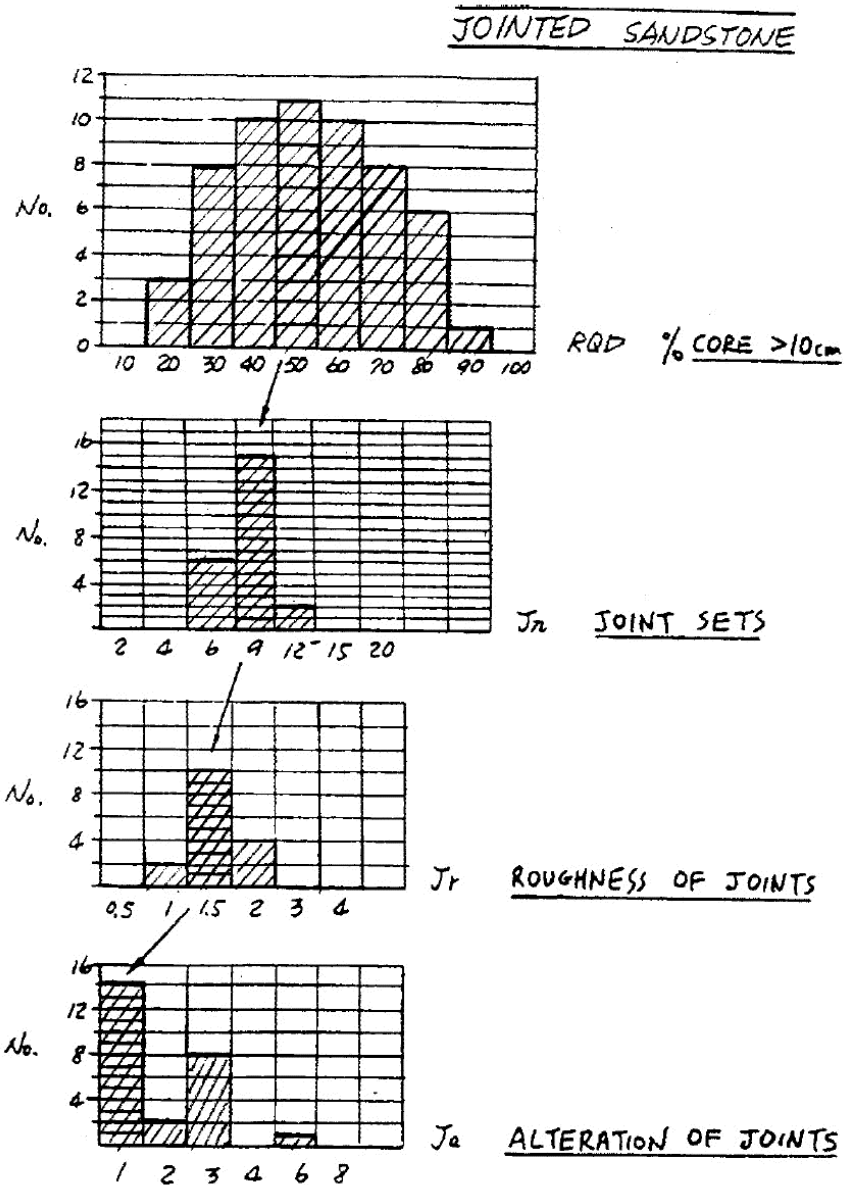 JOINTED SANDSTONE
12
10
8
No. 6
4
2
0
10 20 30 40 50 60 70 80 90 100
RQD % CORE >10cm
16
12
No. 8
4
2 4 6 9 12 15 20
Jn JOINT SETS
16
12
No. 8
4
0.5 1 1.5 2 3 4
Jr ROUGHNESS OF JOINTS
16
12
No. 8
4
1 2 3 4 6 8
Ja ALTERATION OF JOINTS